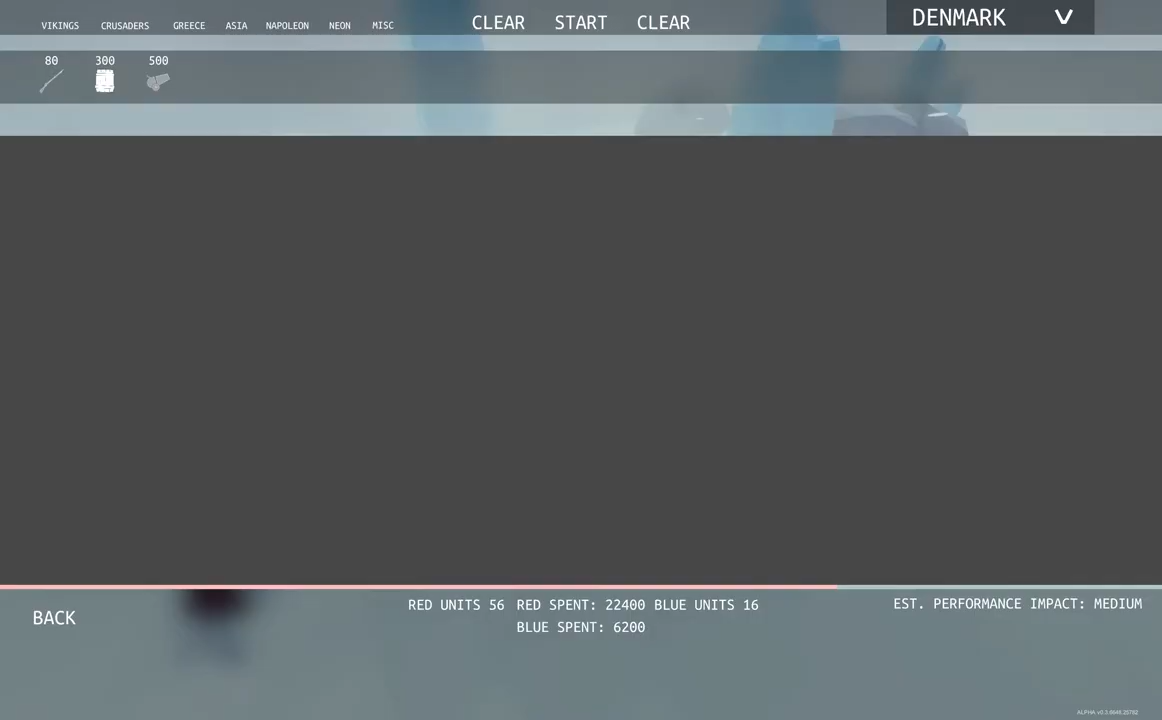 VIKINGS CRUSADERS GREECE ASIA NAPOLEON NEON MISC CLEAR START CLEAR DENMARK V
80 300 500
RED UNITS 56 RED SPENT: 22400 BLUE UNITS 16
BLUE SPENT: 6200
EST. PERFORMANCE IMPACT: MEDIUM
BACK